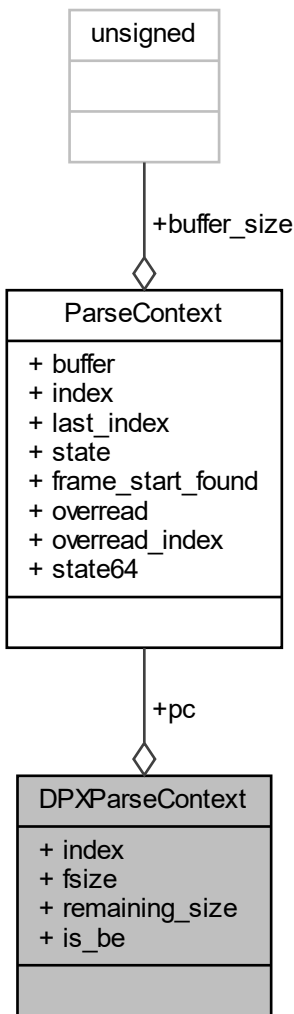 unsigned
+buffer_size
ParseContext
+ buffer
+ index
+ last_index
+ state
+ frame_start_found
+ overread
+ overread_index
+ state64
+pc
DPXParseContext
+ index
+ fsize
+ remaining_size
+ is_be